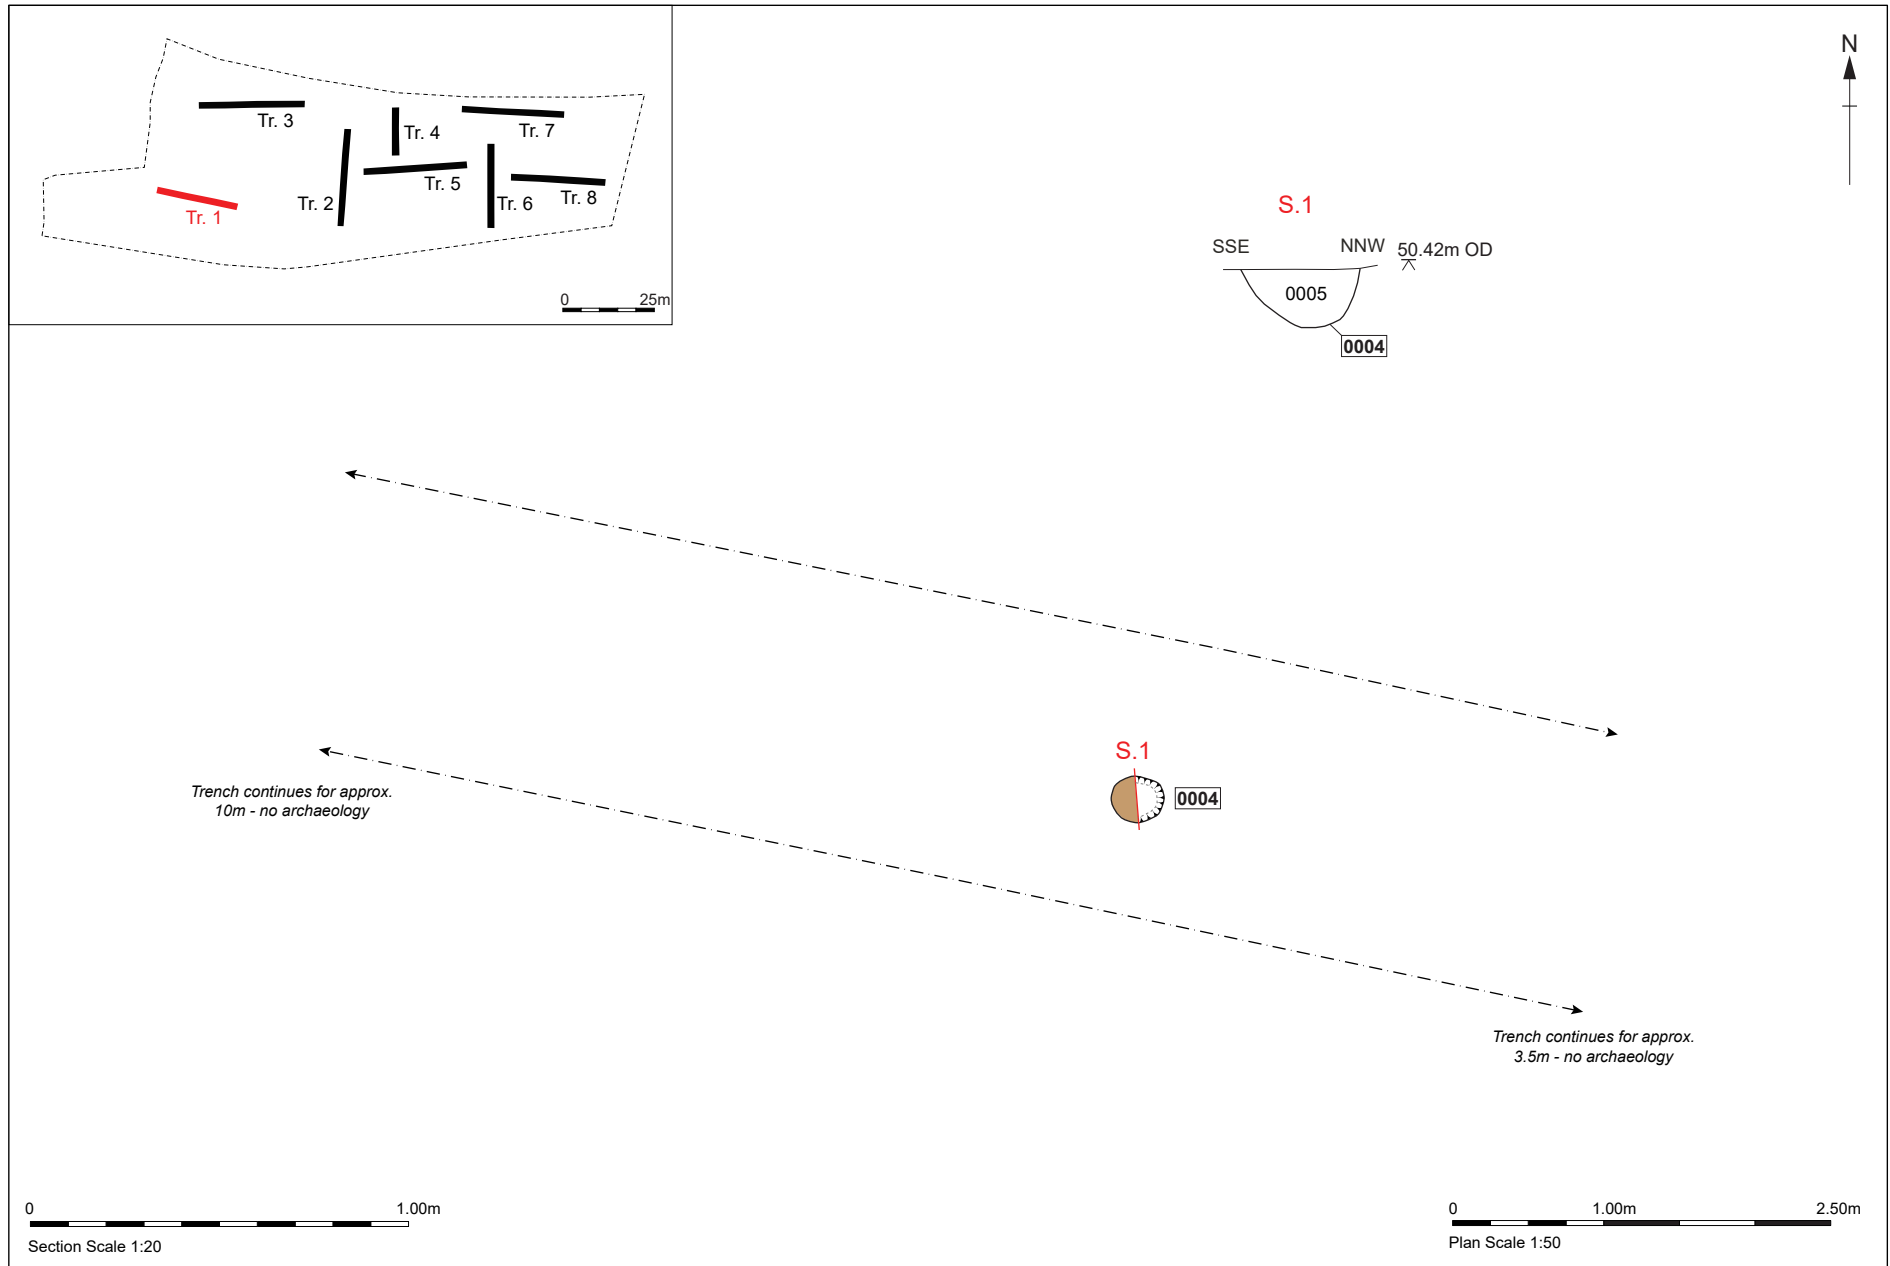 Tr. 3
Tr. 4
Tr. 7
Tr. 5
Tr. 2
Tr. 6
Tr. 8
Tr. 1
0 25m
N
S.1
SSE NNW 50.42m OD
0005
0004
S.1
0004
Trench continues for approx.
10m - no archaeology
Trench continues for approx.
3.5m - no archaeology
0 1.00m
Section Scale 1:20
0 1.00m 2.50m
Plan Scale 1:50